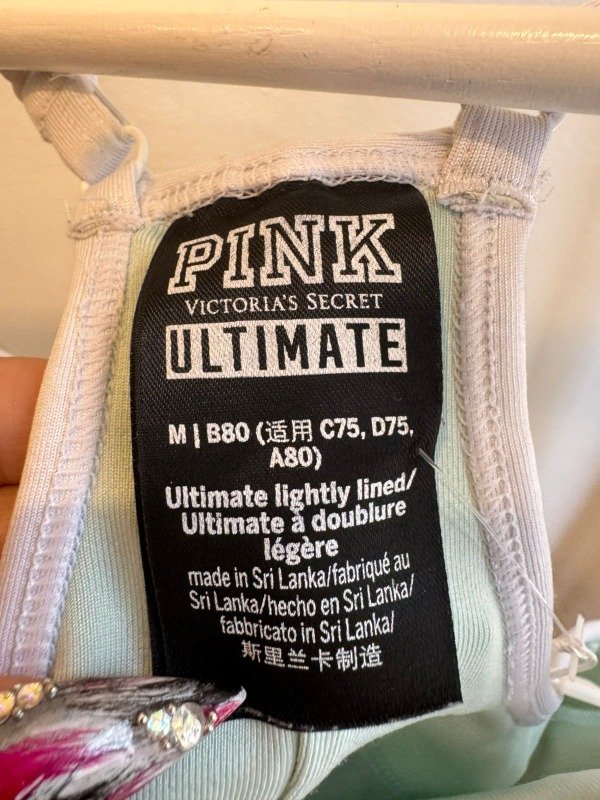 PINK
VICTORIA'S SECRET
ULTIMATE
M | B80 (适用 C75, D75,
A80)
Ultimate lightly lined/
Ultimate à doublure
légère
made in Sri Lanka/fabriqué au
Sri Lanka/hecho en Sri Lanka/
fabbricato in Sri Lanka/
斯里兰卡制造